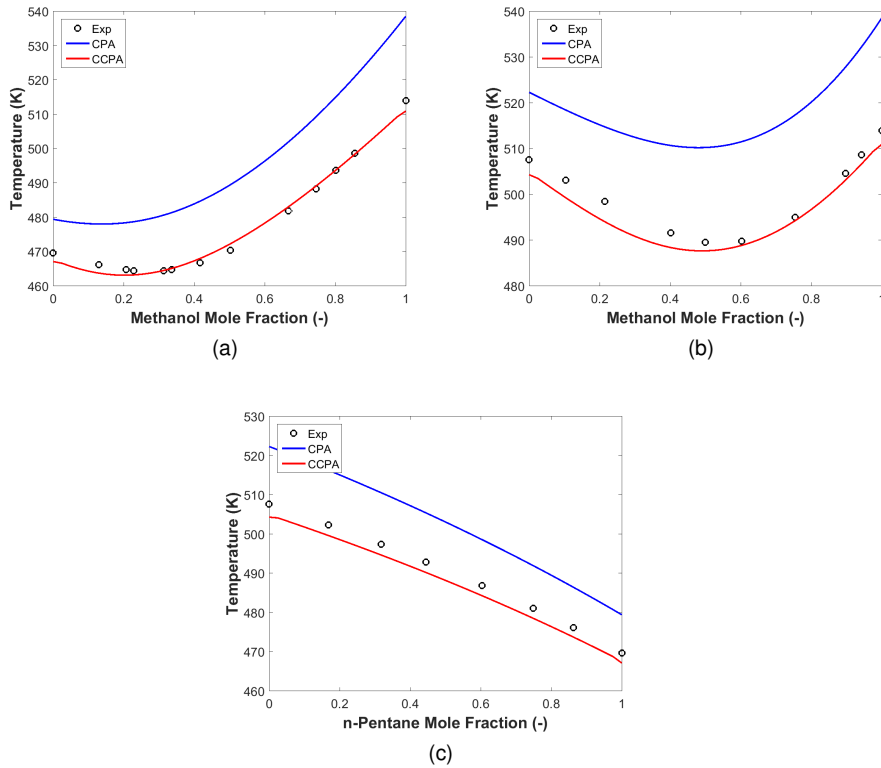 540
530
520
510
500
490
480
470
460
0
0.2
0.4
0.6
0.8
1
Temperature (K)
Methanol Mole Fraction (-)
Exp
CPA
CCPA
(a)
540
530
520
510
500
490
480
0
0.2
0.4
0.6
0.8
1
Temperature (K)
Methanol Mole Fraction (-)
Exp
CPA
CCPA
(b)
530
520
510
500
490
480
470
460
0
0.2
0.4
0.6
0.8
1
Temperature (K)
n-Pentane Mole Fraction (-)
Exp
CPA
CCPA
(c)